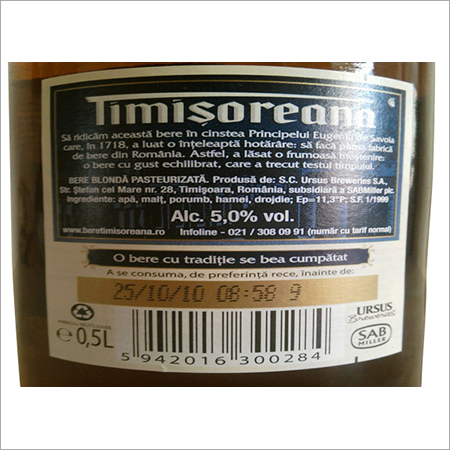 Timişoreana
Să ridicăm această bere în cinstea Principelui Eugeniu de Savoia
care, în 1718, a luat o înţeleaptă hotărâre: să facă prima fabrică
de bere din România. Astfel, a lăsat o frumoasă moştenire:
o bere cu gust echilibrat, care a trecut testul timpului.
BERE BLONDĂ PASTEURIZATĂ. Produsă de: S.C. Ursus Breweries S.A.,
Str. Ştefan cel Mare nr. 28, Timişoara, România, subsidiară a SABMiller plc.
Ingrediente: apă, malţ, porumb, hamei, drojdie; Ep=11,3°P; S.F. 1/1999
Alc. 5,0% vol.
www.beretimisoreana.ro Infoline - 021 / 308 09 91 (număr cu tarif normal)
O bere cu tradiţie se bea cumpătat
A se consuma, de preferinţă rece, înainte de:
25/10/10 08:58 9
℮ 0,5L
URSUS
Breweries
SAB
MILLER
5 942016 300284